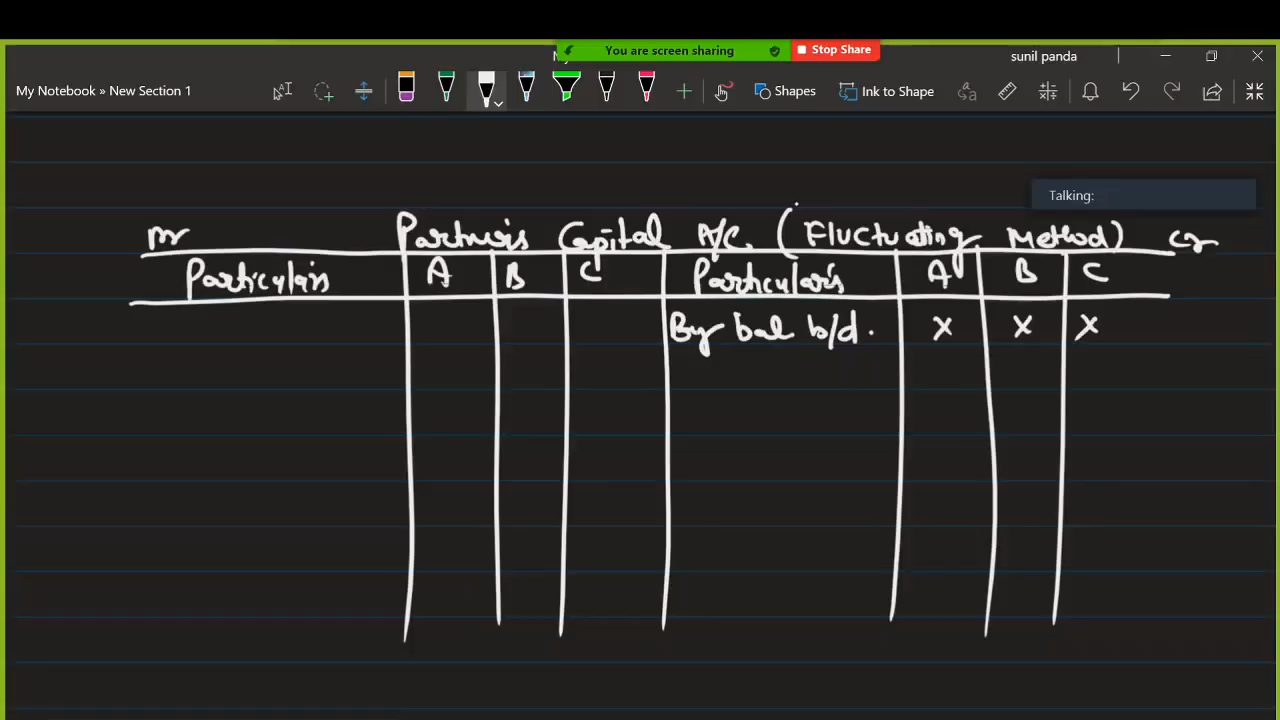 You are screen sharing
Stop Share
sunil panda
My Notebook » New Section 1
Shapes
Ink to Shape
Talking:
Dr Partners Capital A/C. (Fluctuating Method) Cr
Particulars A B C Particulars A B C
By bal b/d. x x x